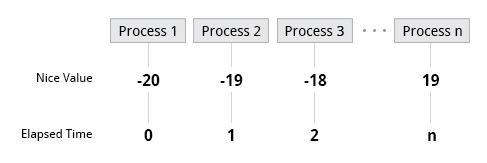 Process 1 Process 2 Process 3 Process n
Nice Value -20 -19 -18 19
Elapsed Time 0 1 2 n